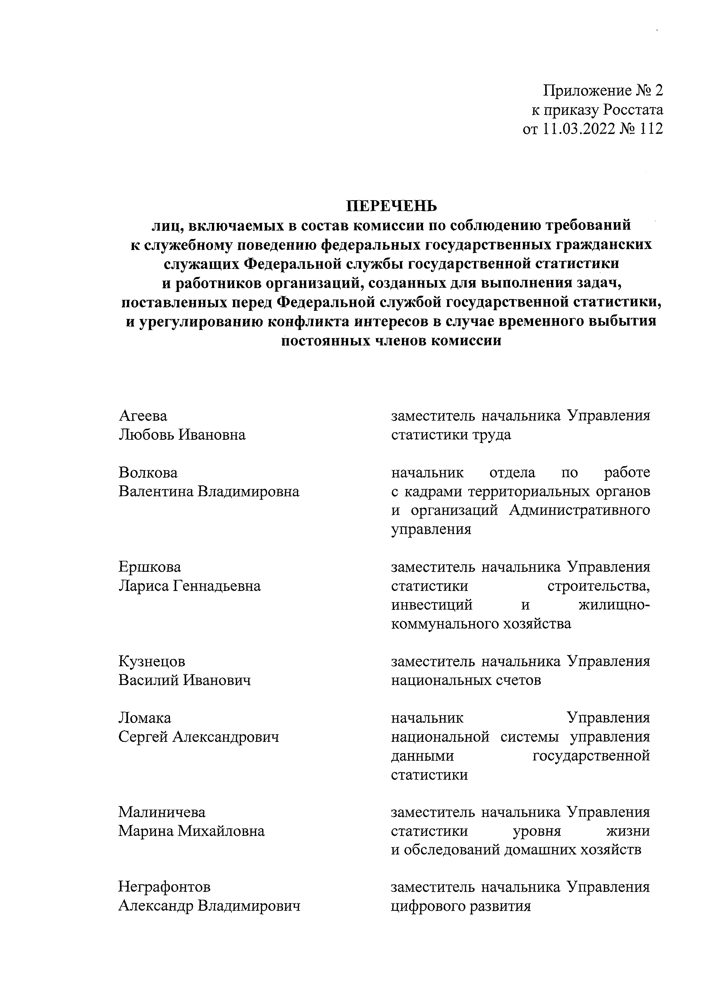 Приложение № 2
к приказу Росстата
от 11.03.2022 № 112
ПЕРЕЧЕНЬ
лиц, включаемых в состав комиссии по соблюдению требований
к служебному поведению федеральных государственных гражданских
служащих Федеральной службы государственной статистики
и работников организаций, созданных для выполнения задач,
поставленных перед Федеральной службой государственной статистики,
и урегулированию конфликта интересов в случае временного выбытия
постоянных членов комиссии
Агеева
Любовь Ивановна
заместитель начальника Управления
статистики труда
Волкова
Валентина Владимировна
начальник отдела по работе
с кадрами территориальных органов
и организаций Административного
управления
Ершкова
Лариса Геннадьевна
заместитель начальника Управления
статистики строительства,
инвестиций и жилищно-
коммунального хозяйства
Кузнецов
Василий Иванович
заместитель начальника Управления
национальных счетов
Ломака
Сергей Александрович
начальник Управления
национальной системы управления
данными государственной
статистики
Малиничева
Марина Михайловна
заместитель начальника Управления
статистики уровня жизни
и обследований домашних хозяйств
Неграфонтов
Александр Владимирович
заместитель начальника Управления
цифрового развития